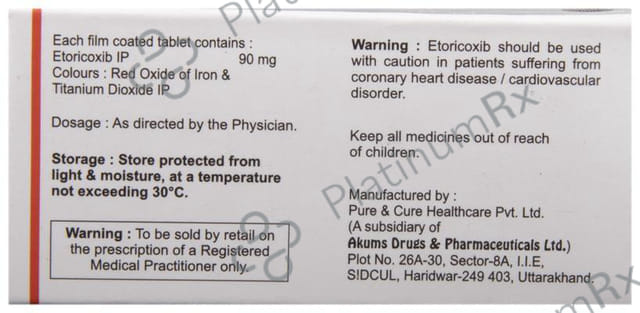 Each film coated tablet contains :
Etoricoxib IP 90 mg
Colours : Red Oxide of Iron &
Titanium Dioxide IP
Dosage : As directed by the Physician.
Storage : Store protected from
light & moisture, at a temperature
not exceeding 30°C.
Warning : To be sold by retail on
the prescription of a Registered
Medical Practitioner only.
Warning : Etoricoxib should be used
with caution in patients suffering from
coronary heart disease / cardiovascular
disorder.
Keep all medicines out of reach
of children.
Manufactured by :
Pure & Cure Healthcare Pvt. Ltd.
(A subsidiary of
Akums Drugs & Pharmaceuticals Ltd.)
Plot No. 26A-30, Sector-8A, I.I.E,
SIDCUL, Haridwar-249 403, Uttarakhand.
PlatinumRx
PlatinumRx
PlatinumRx